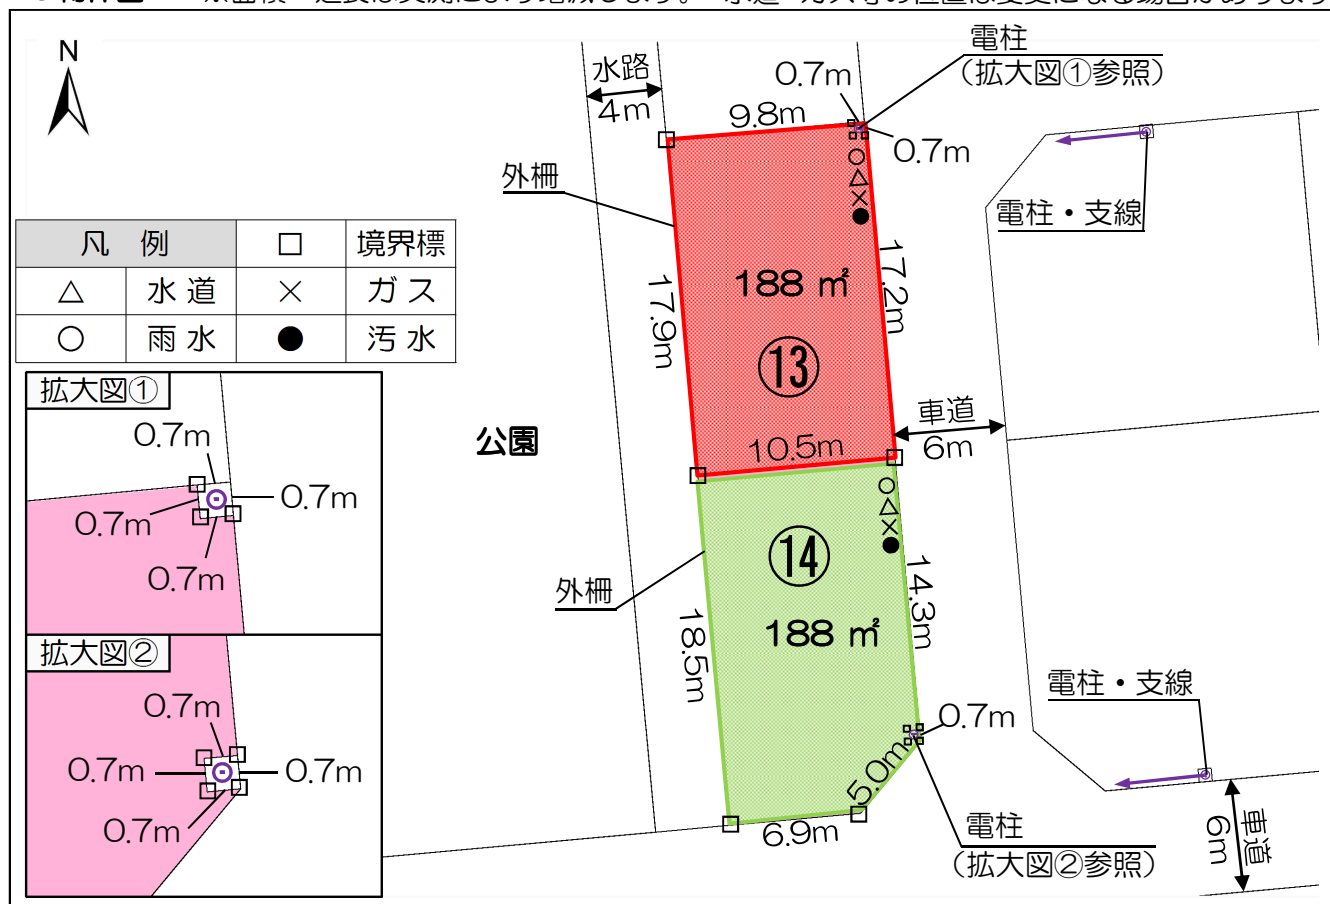 N
水路
4m
電柱
(拡大図①参照)
0.7m
9.8m
0.7m
外柵
電柱・支線
凡 例
□
境界標
△
水 道
×
ガ ス
○
雨 水
●
汚 水
188 ㎡
17.9m
17.2m
⑬
拡大図①
0.7m
0.7m
0.7m
0.7m
公園
10.5m
車道
6m
⑭
外柵
14.3m
188 ㎡
18.5m
拡大図②
0.7m
0.7m
0.7m
0.7m
電柱・支線
0.7m
5.0m
6.9m
電柱
(拡大図②参照)
車道
6m